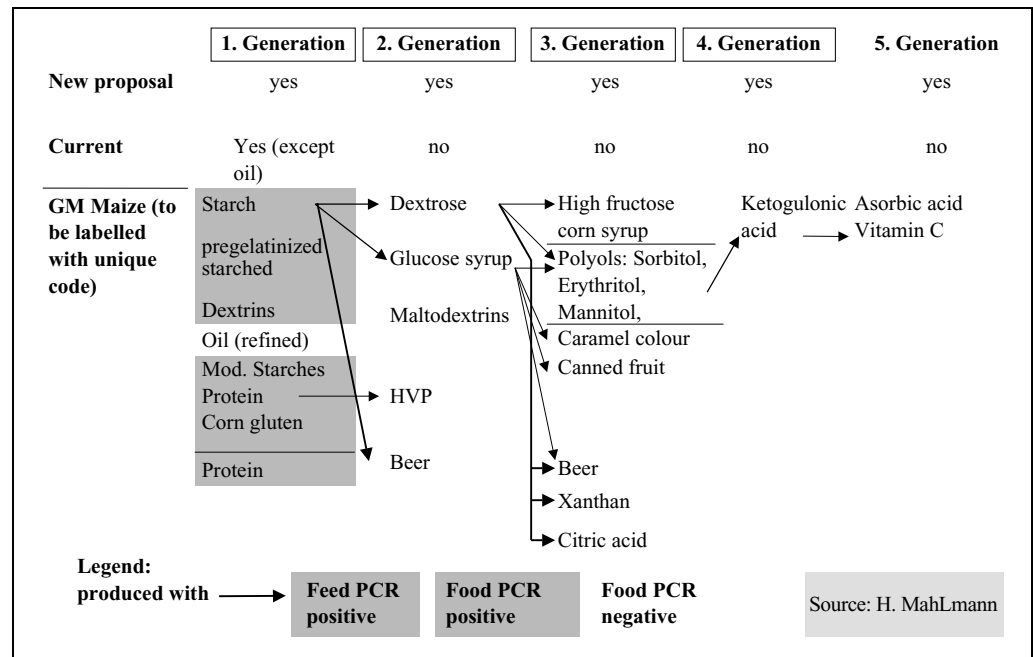 1. Generation 2. Generation 3. Generation 4. Generation 5. Generation
New proposal yes yes yes yes yes
Current Yes (except no no no no
oil)
GM Maize (to
be labelled
with unique
code)
Starch
pregelatinized
starched
Dextrins
Oil (refined)
Mod. Starches
Protein
Corn gluten
Protein
Dextrose
Glucose syrup
Maltodextrins
HVP
Beer
High fructose
corn syrup
Polyols: Sorbitol,
Erythritol,
Mannitol,
Caramel colour
Canned fruit
Beer
Xanthan
Citric acid
Ketogulonic
acid
Asorbic acid
Vitamin C
Legend:
produced with
Feed PCR
positive
Food PCR
positive
Food PCR
negative
Source: H. MahLmann